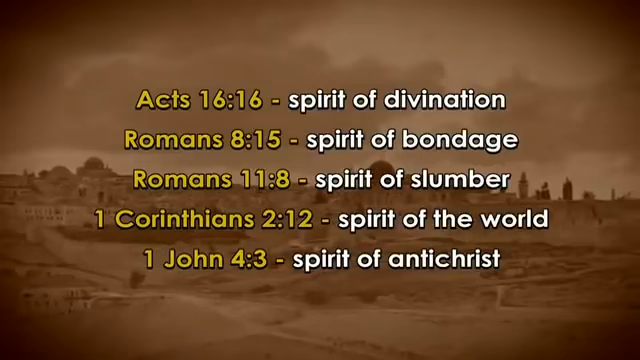 Acts 16:16 - spirit of divination
Romans 8:15 - spirit of bondage
Romans 11:8 - spirit of slumber
1 Corinthians 2:12 - spirit of the world
1 John 4:3 - spirit of antichrist